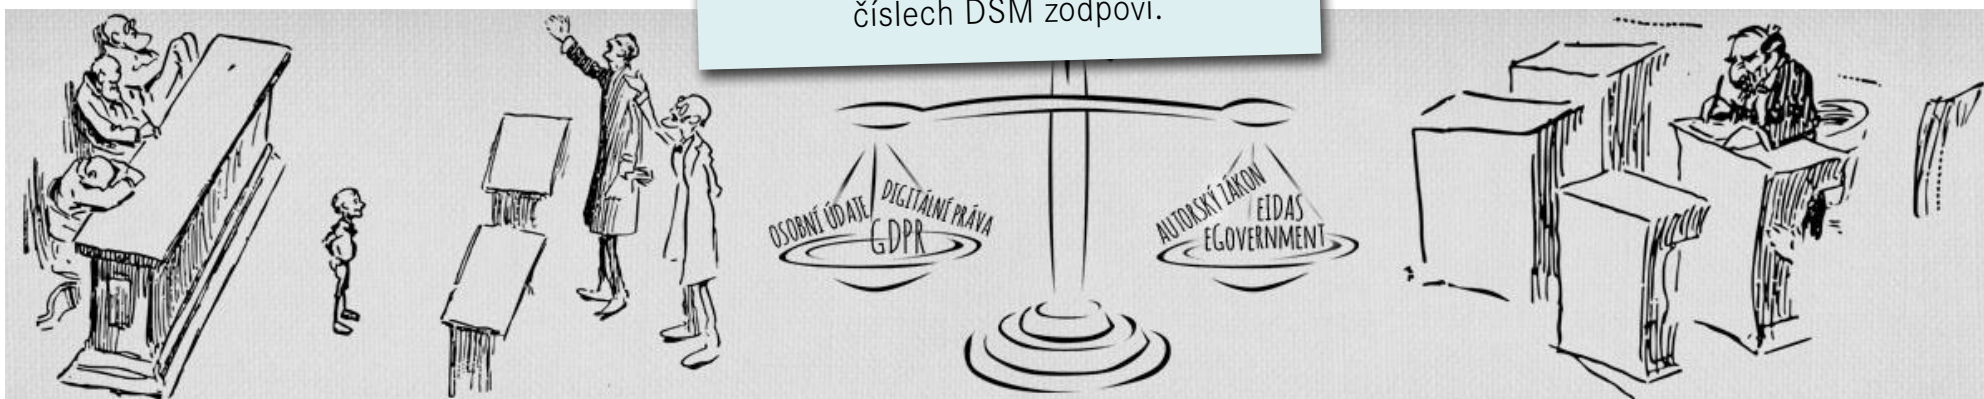 číslech DSM zodpoví.
OSOBNÍ ÚDAJE
DIGITÁLNÍ PRÁVA
GDPR
AUTORSKÝ ZÁKON
eIDAS
EGOVERNMENT